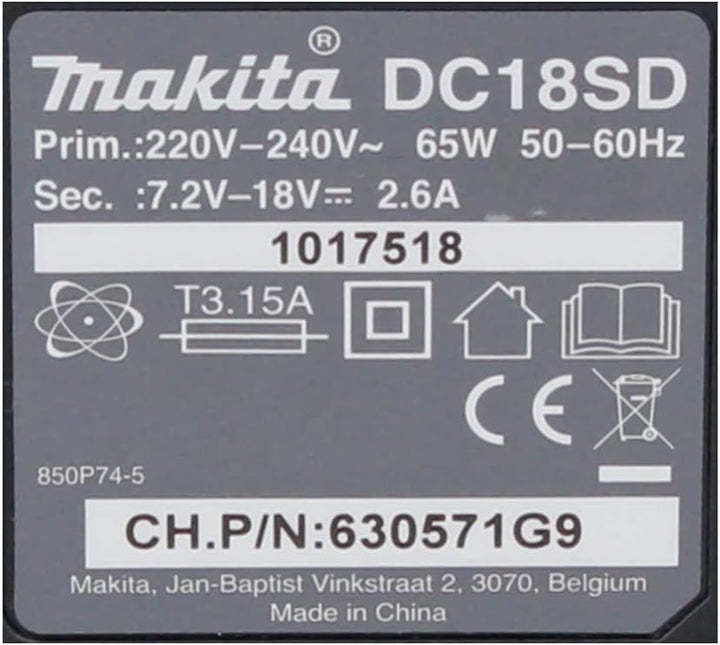 makita® DC18SD
Prim.:220V–240V~ 65W 50–60Hz
Sec. :7.2V–18V⎓ 2.6A
1017518
T3.15A
CE
850P74-5
CH.P/N:630571G9
Makita, Jan-Baptist Vinkstraat 2, 3070, Belgium
Made in China